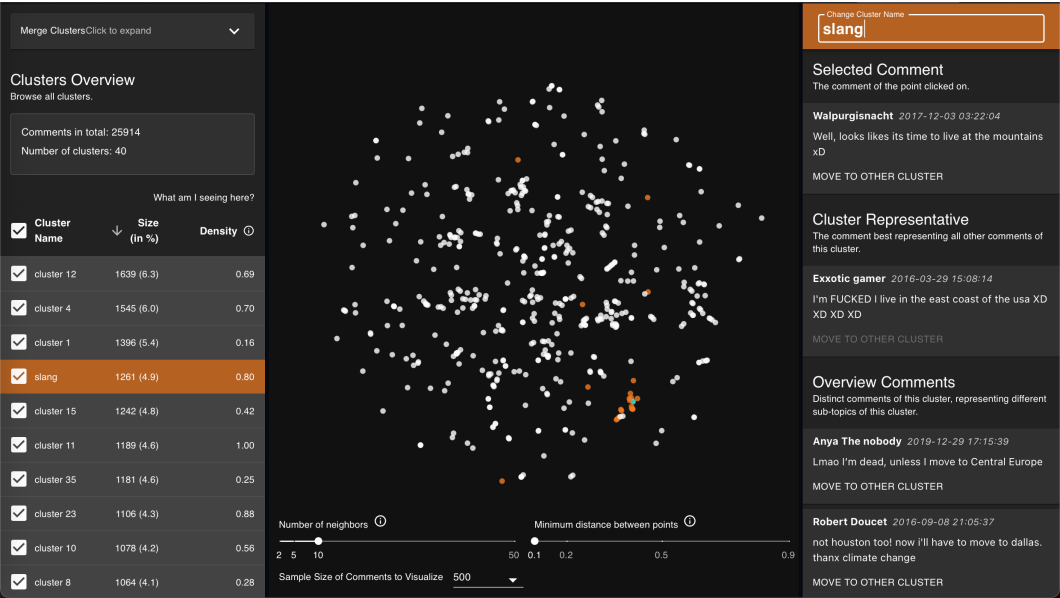 Merge ClustersClick to expand
Clusters Overview
Browse all clusters.
Comments in total: 25914
Number of clusters: 40
What am I seeing here?
Cluster Name Size (in %) Density
cluster 12 1639 (6.3) 0.69
cluster 4 1545 (6.0) 0.70
cluster 1 1396 (5.4) 0.16
slang 1261 (4.9) 0.80
cluster 15 1242 (4.8) 0.42
cluster 11 1189 (4.6) 1.00
cluster 35 1181 (4.6) 0.25
cluster 23 1106 (4.3) 0.88
cluster 10 1078 (4.2) 0.56
cluster 8 1064 (4.1) 0.28
Number of neighbors
2 5 10 50
Minimum distance between points
0.1 0.2 0.5 0.9
Sample Size of Comments to Visualize 500
Change Cluster Name
slang
Selected Comment
The comment of the point clicked on.
Walpurgisnacht 2017-12-03 03:22:04
Well, looks likes its time to live at the mountains
xD
MOVE TO OTHER CLUSTER
Cluster Representative
The comment best representing all other comments of
this cluster.
Exxotic gamer 2016-03-29 15:08:14
I'm FUCKED I live in the east coast of the usa XD
XD XD XD
MOVE TO OTHER CLUSTER
Overview Comments
Distinct comments of this cluster, representing different
sub-topics of this cluster.
Anya The nobody 2019-12-29 17:15:39
Lmao I'm dead, unless I move to Central Europe
MOVE TO OTHER CLUSTER
Robert Doucet 2016-09-08 21:05:37
not houston too! now i'll have to move to dallas.
thanx climate change
MOVE TO OTHER CLUSTER